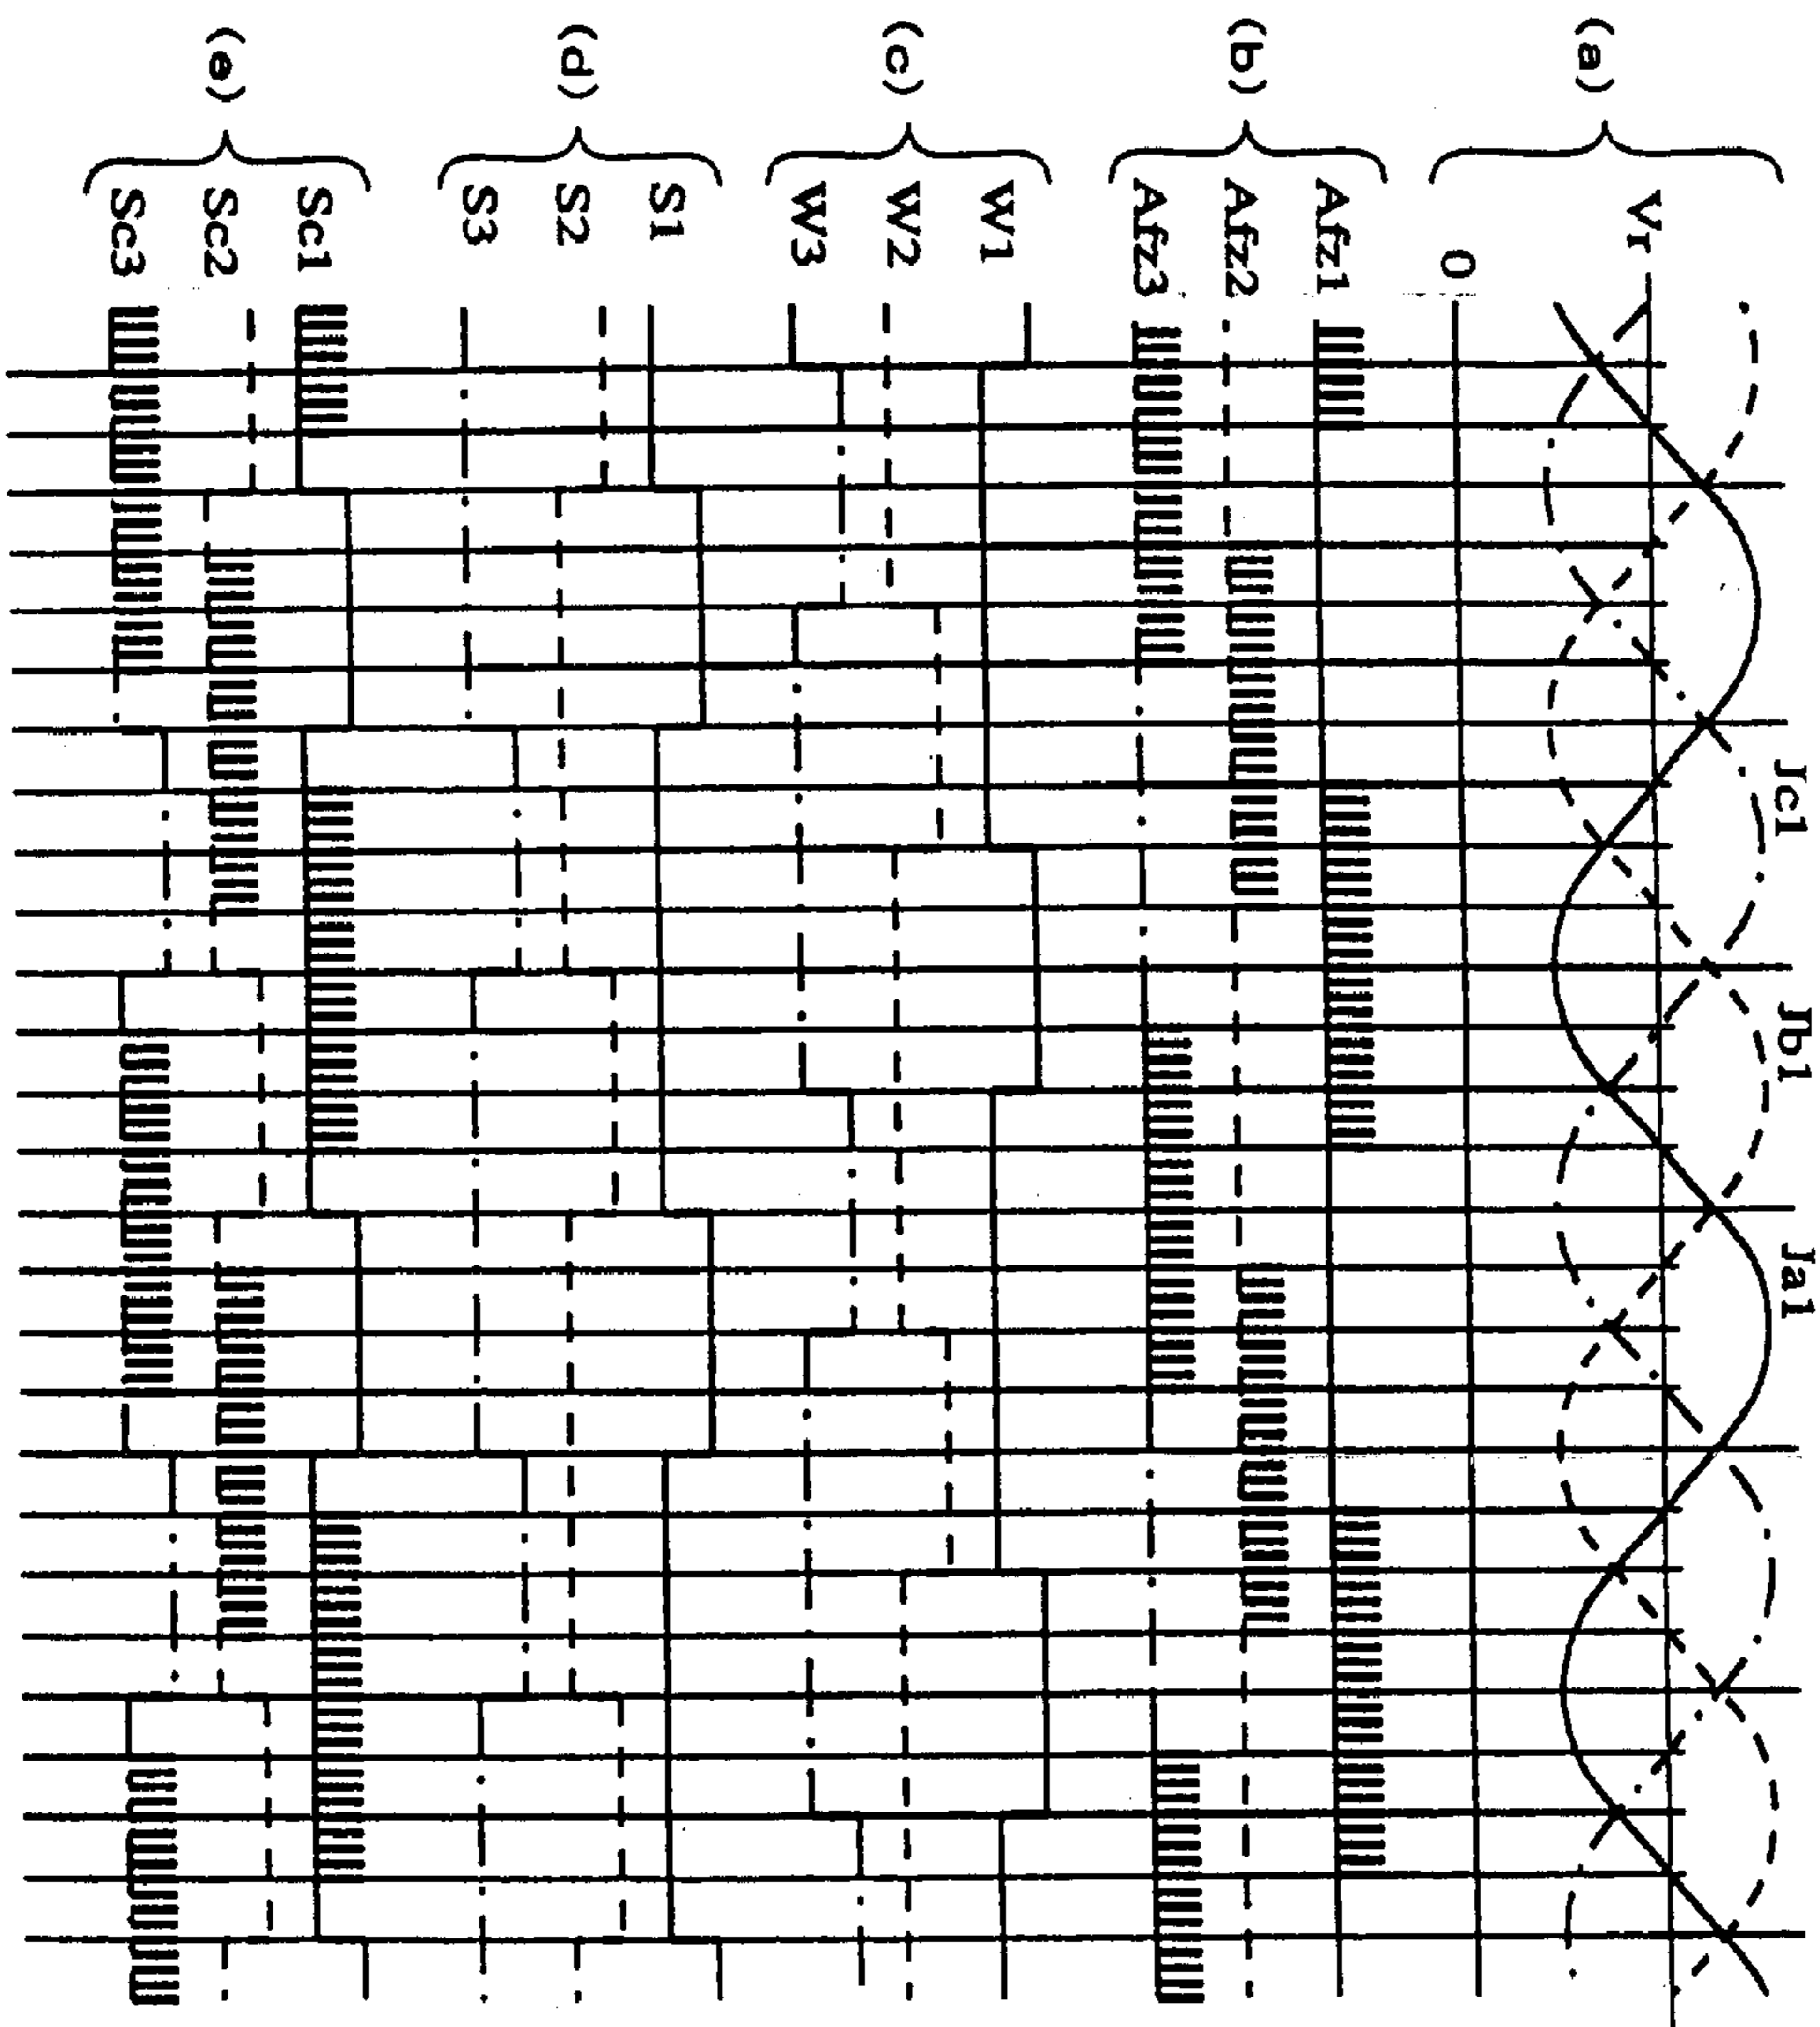 Jc1 Jb1 Ja1
(a)
Vr
0
(b)
Afz1
Afz2
Afz3
(c)
W1
W2
W3
(d)
S1
S2
S3
(e)
Sc1
Sc2
Sc3